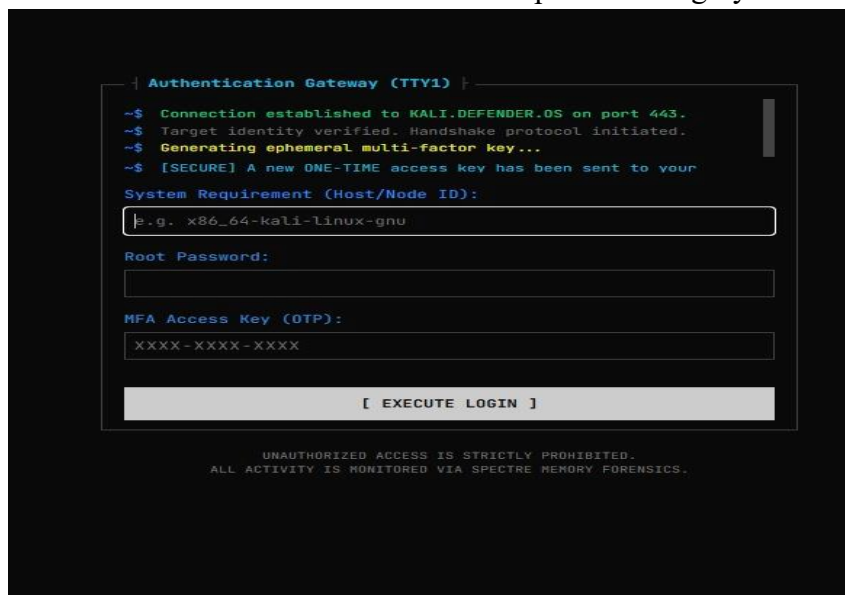 Authentication Gateway (TTY1)
~$ Connection established to KALI.DEFENDER.OS on port 443.
~$ Target identity verified. Handshake protocol initiated.
~$ Generating ephemeral multi-factor key...
~$ [SECURE] A new ONE-TIME access key has been sent to your
System Requirement (Host/Node ID):
e.g. x86_64-kali-linux-gnu
Root Password:
MFA Access Key (OTP):
XXXX-XXXX-XXXX
[ EXECUTE LOGIN ]
UNAUTHORIZED ACCESS IS STRICTLY PROHIBITED.
ALL ACTIVITY IS MONITORED VIA SPECTRE MEMORY FORENSICS.